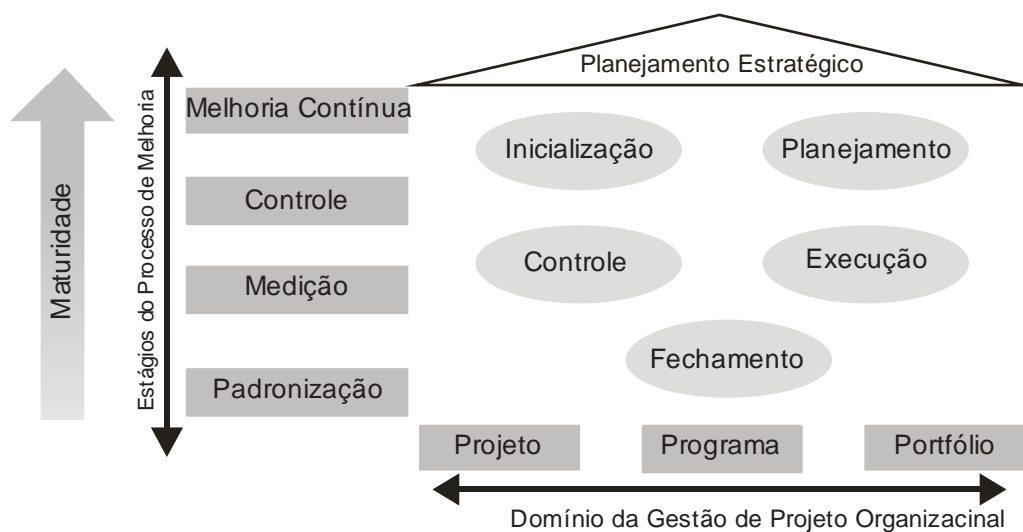 Planejamento Estratégico
Maturidade
Estágios do Processo de Melhoria
Melhoria Contínua
Controle
Medição
Padronização
Inicialização
Planejamento
Controle
Execução
Fechamento
Projeto
Programa
Portfólio
Domínio da Gestão de Projeto Organizacinal